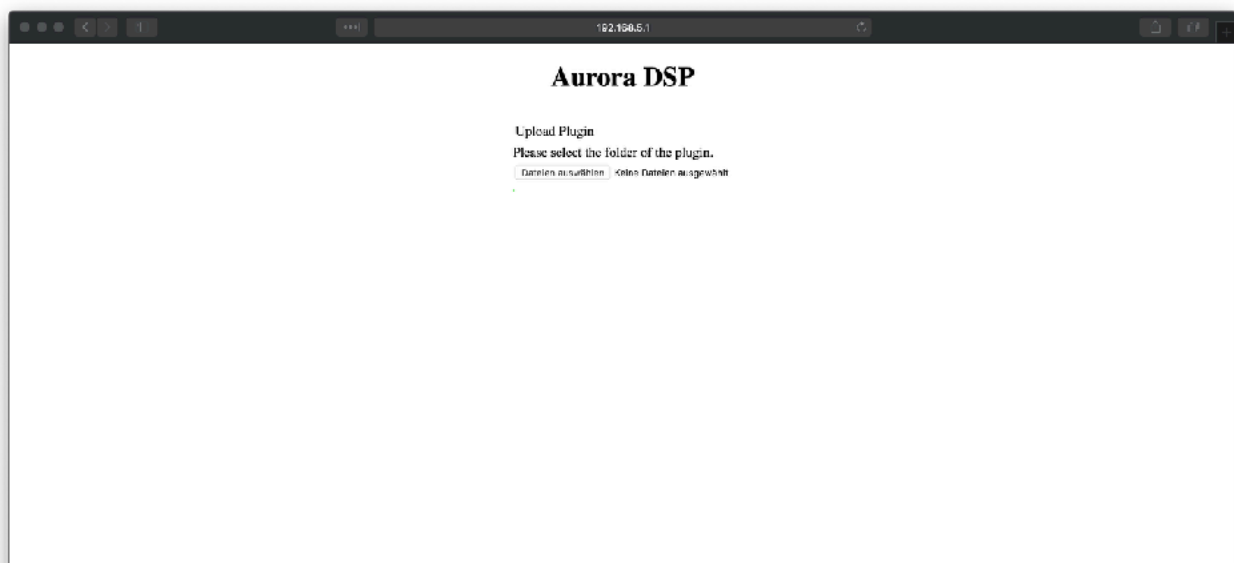 192.168.5.1
Aurora DSP
Upload Plugin
Please select the folder of the plugin.
Dateien auswählen Keine Dateien ausgewählt